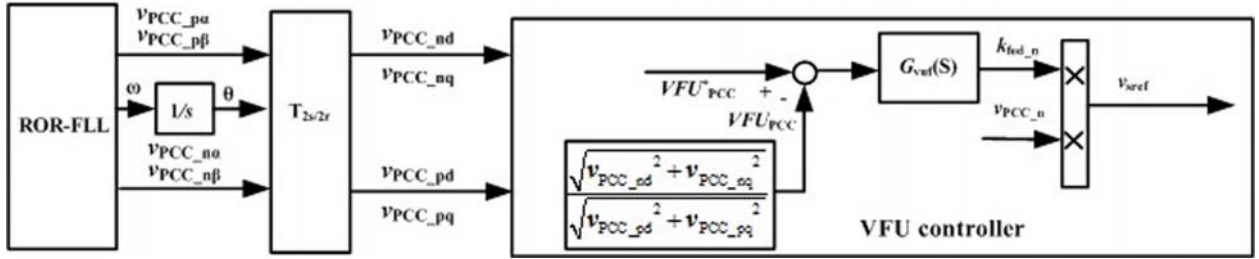 ROR-FLL
vPCC_pα
vPCC_pβ
ω
1/s
θ
vPCC_nα
vPCC_nβ
T2s/2r
vPCC_nd
vPCC_nq
vPCC_pd
vPCC_pq
VFU*PCC
+
-
VFUPCC
√vPCC_nd² + vPCC_nq²
√vPCC_pd² + vPCC_pq²
Gvuf(S)
kfed_n
vPCC_n
×
×
vsref
VFU controller